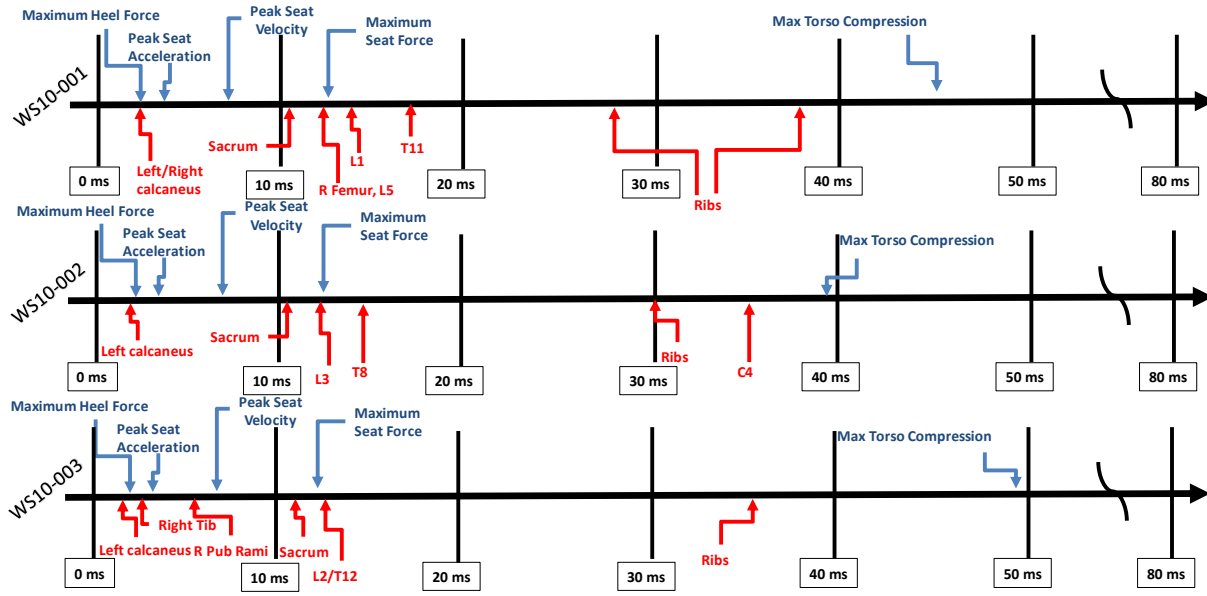 Maximum Heel Force
Peak Seat
Acceleration
Peak Seat
Velocity
Maximum
Seat Force
Max Torso Compression
WS10-001
Left/Right
calcaneus
Sacrum
R Femur, L5
L1
T11
Ribs
0 ms
10 ms
20 ms
30 ms
40 ms
50 ms
80 ms
Maximum Heel Force
Peak Seat
Acceleration
Peak Seat
Velocity
Maximum
Seat Force
Max Torso Compression
WS10-002
Left calcaneus
Sacrum
L3
T8
Ribs
C4
0 ms
10 ms
20 ms
30 ms
40 ms
50 ms
80 ms
Maximum Heel Force
Peak Seat
Acceleration
Peak Seat
Velocity
Maximum
Seat Force
Max Torso Compression
WS10-003
Right Tib
Left calcaneus
R Pub Rami
Sacrum
L2/T12
Ribs
0 ms
10 ms
20 ms
30 ms
40 ms
50 ms
80 ms